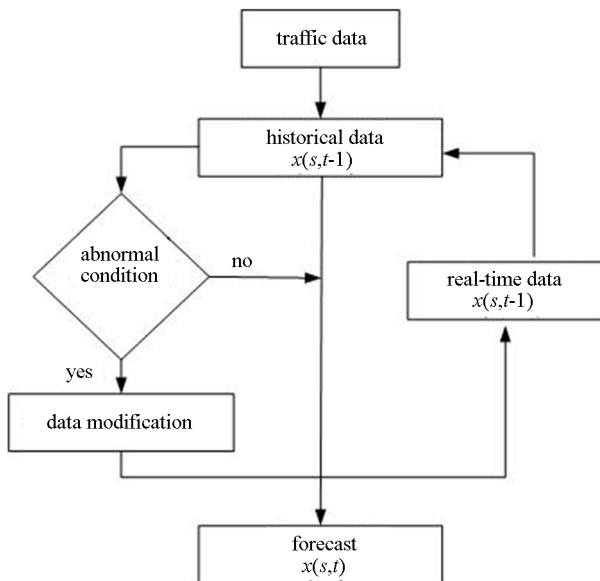 traffic data
historical data
x(s,t-1)
abnormal
condition
no
real-time data
x(s,t-1)
yes
data modification
forecast
x(s,t)